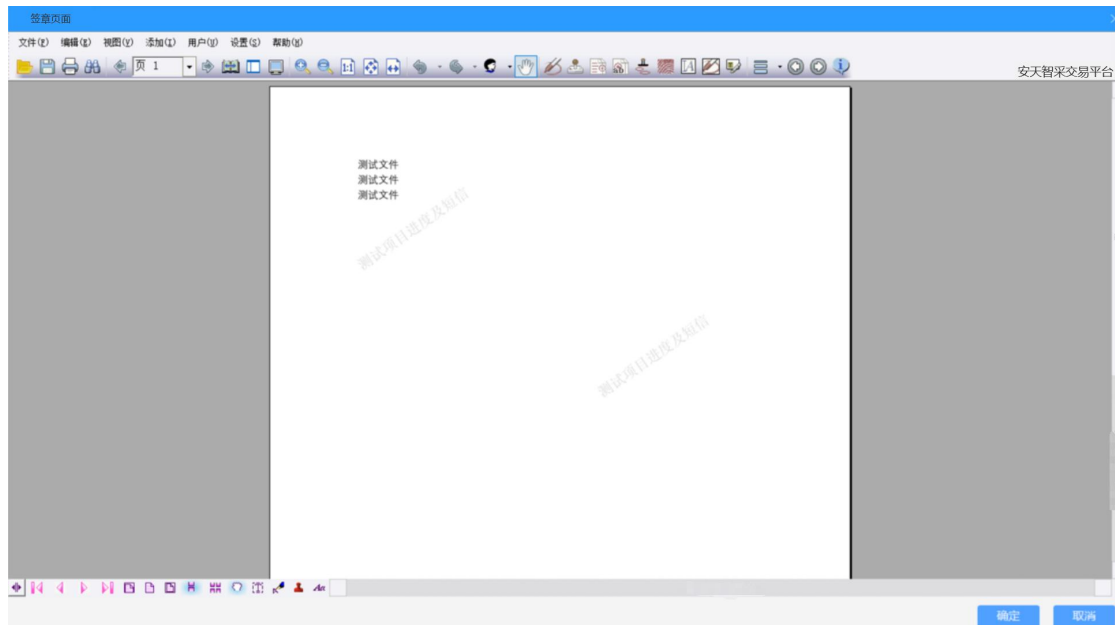 签章页面
文件(F) 编辑(E) 视图(V) 添加(I) 用户(U) 设置(S) 帮助(H)
页 1
1:1
安天智采交易平台
测试文件
测试文件
测试文件
测试项目进度及短信
测试项目进度及短信
确定 取消